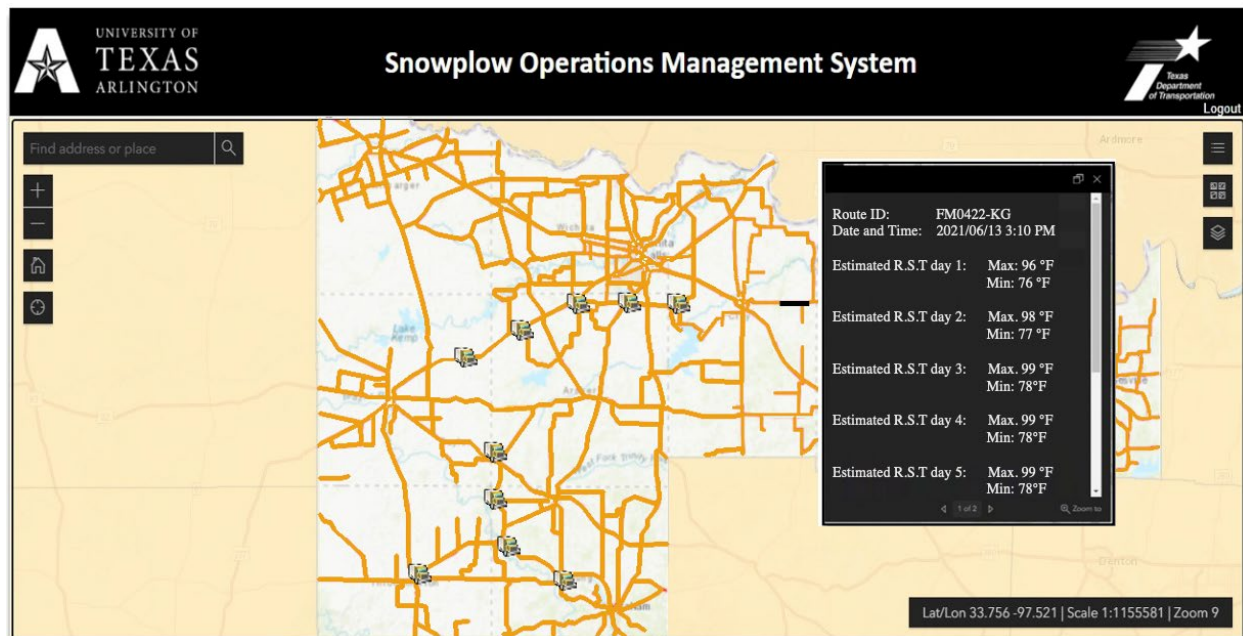 UNIVERSITY OF
TEXAS
ARLINGTON
Snowplow Operations Management System
Texas
Department
of Transportation
Logout
Find address or place
Ardmore
Wichita
Lake
Kemp
Archer
West Fork Trinity
Denton
Route ID: FM0422-KG
Date and Time: 2021/06/13 3:10 PM
Estimated R.S.T day 1: Max: 96 °F
Min: 76 °F
Estimated R.S.T day 2: Max. 98 °F
Min: 77 °F
Estimated R.S.T day 3: Max. 99 °F
Min: 78°F
Estimated R.S.T day 4: Max. 99 °F
Min: 78°F
Estimated R.S.T day 5: Max. 99 °F
Min: 78°F
1 of 2
Zoom to
Lat/Lon 33.756 -97.521 | Scale 1:1155581 | Zoom 9